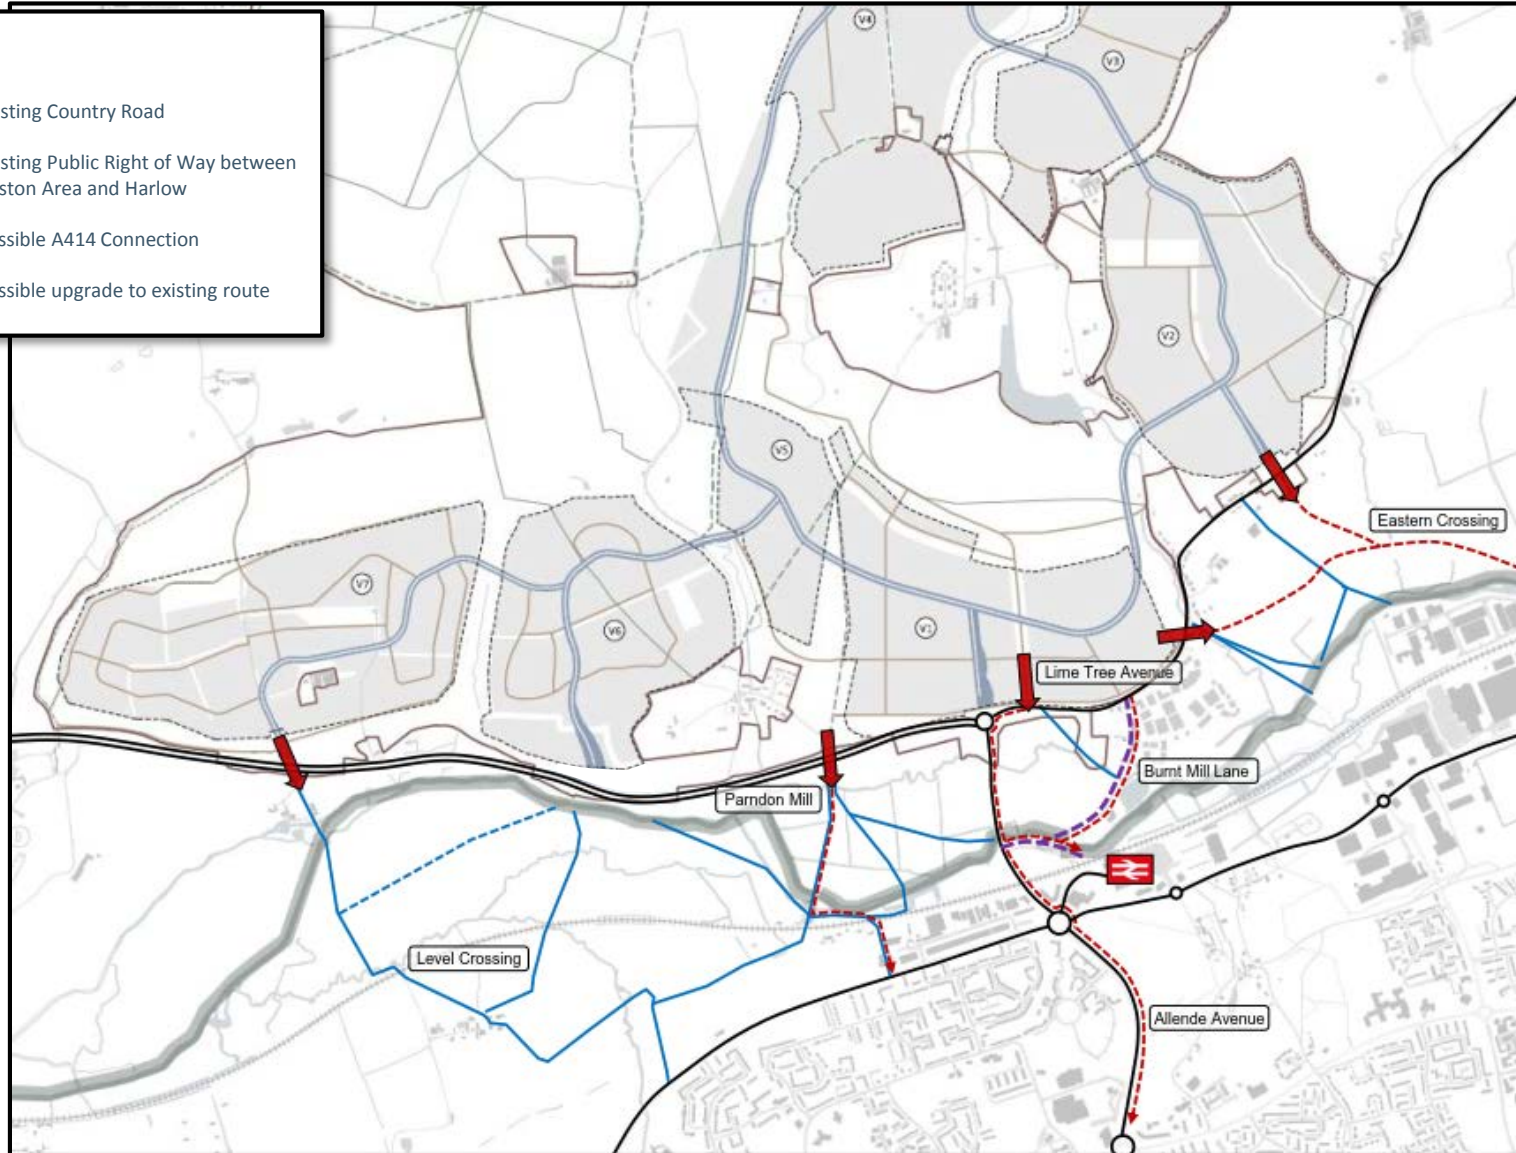 sting Country Road
sting Public Right of Way between
ston Area and Harlow
ssible A414 Connection
ssible upgrade to existing route
V4
V3
V2
V5
Eastern Crossing
V7
V6
V1
Lime Tree Avenue
Burnt Mill Lane
Parndon Mill
Level Crossing
Allende Avenue